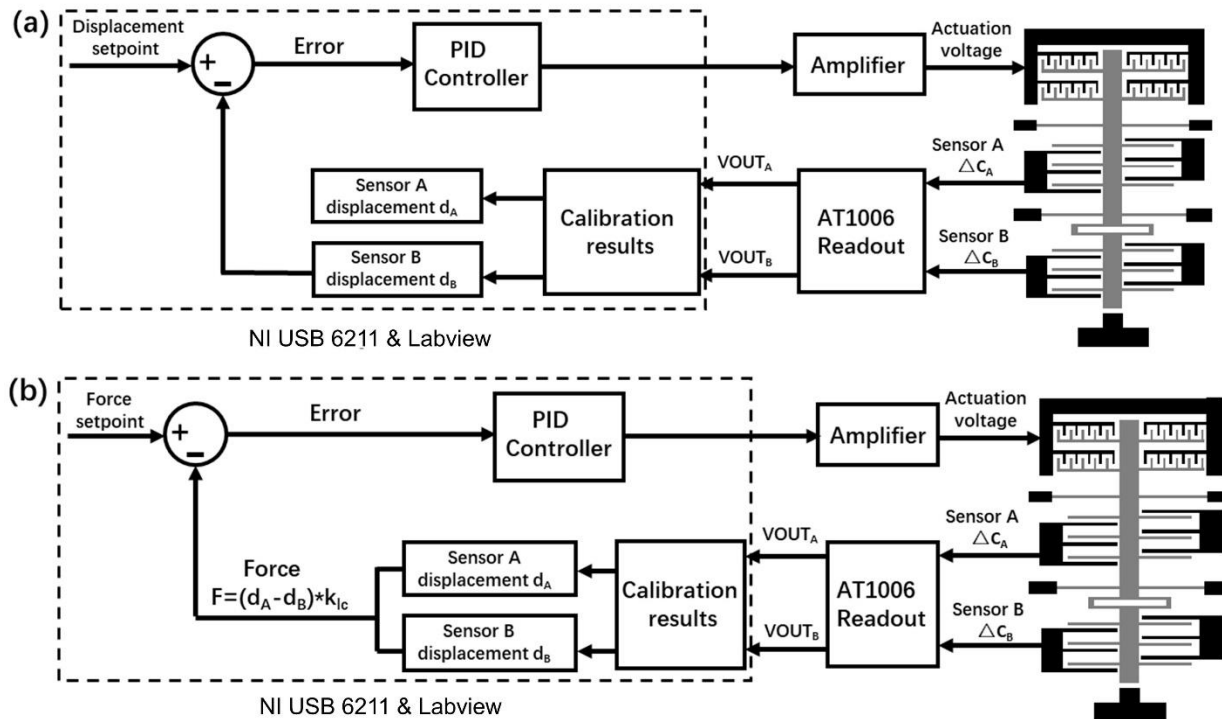 (a)
Displacement
setpoint
+
−
Error
PID
Controller
Amplifier
Actuation
voltage
Sensor A
△C_A
Sensor B
△C_B
AT1006
Readout
VOUT_A
VOUT_B
Calibration
results
Sensor A
displacement d_A
Sensor B
displacement d_B
NI USB 6211 & Labview
(b)
Force
setpoint
+
−
Error
PID
Controller
Amplifier
Actuation
voltage
Sensor A
△C_A
Sensor B
△C_B
AT1006
Readout
VOUT_A
VOUT_B
Calibration
results
Sensor A
displacement d_A
Sensor B
displacement d_B
Force
F=(d_A-d_B)*k_lc
NI USB 6211 & Labview